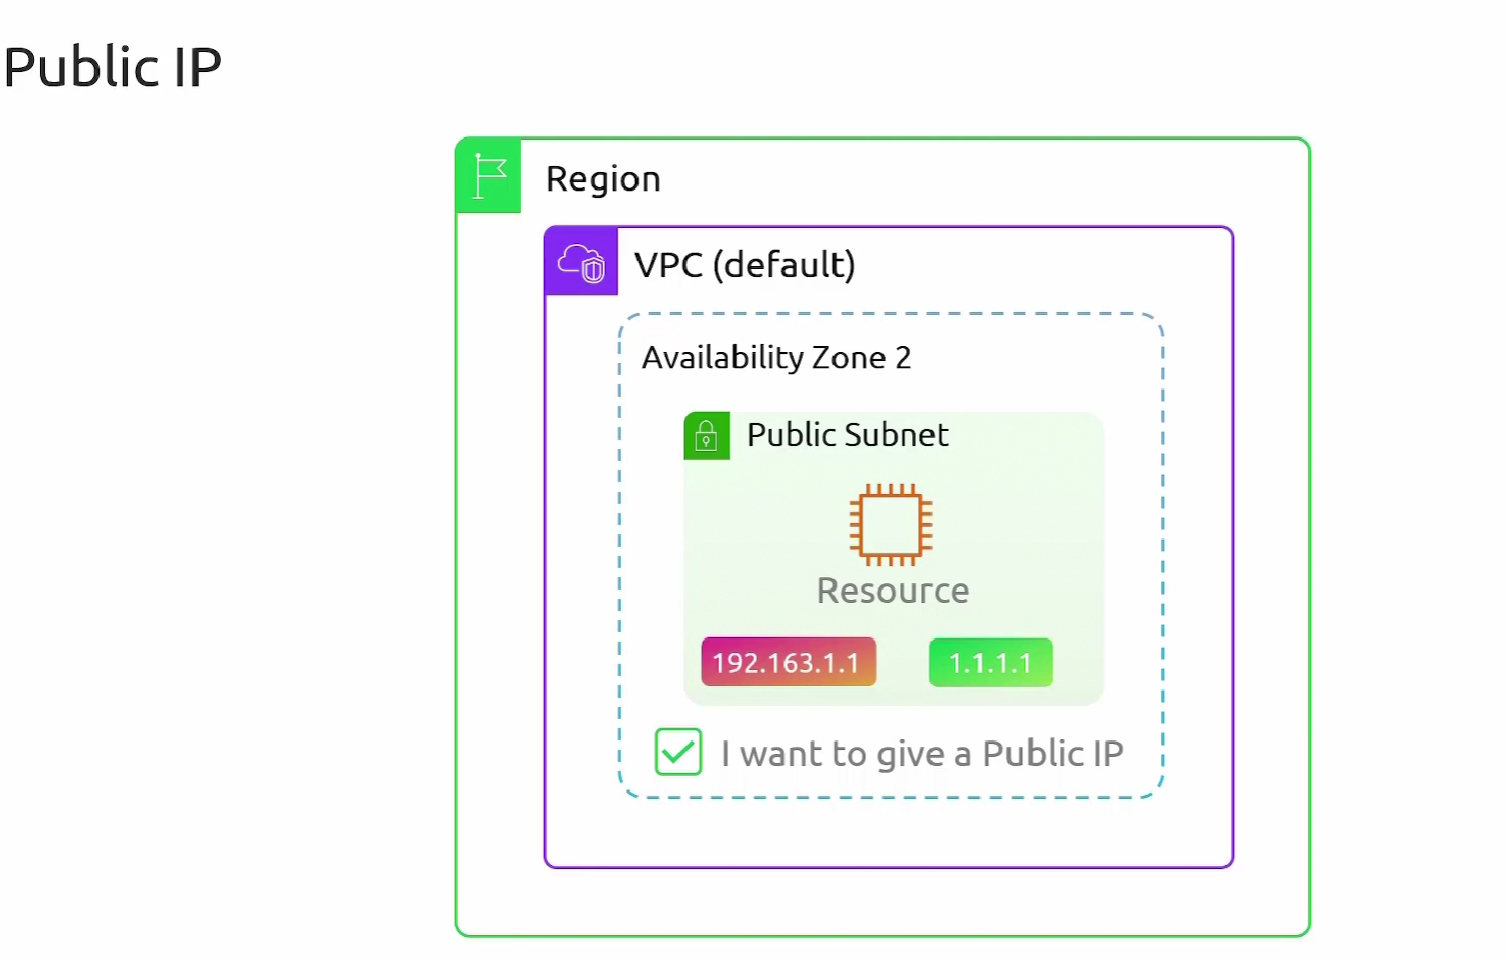 Public IP
Region
VPC (default)
Availability Zone 2
Public Subnet
Resource
192.163.1.1
1.1.1.1
I want to give a Public IP